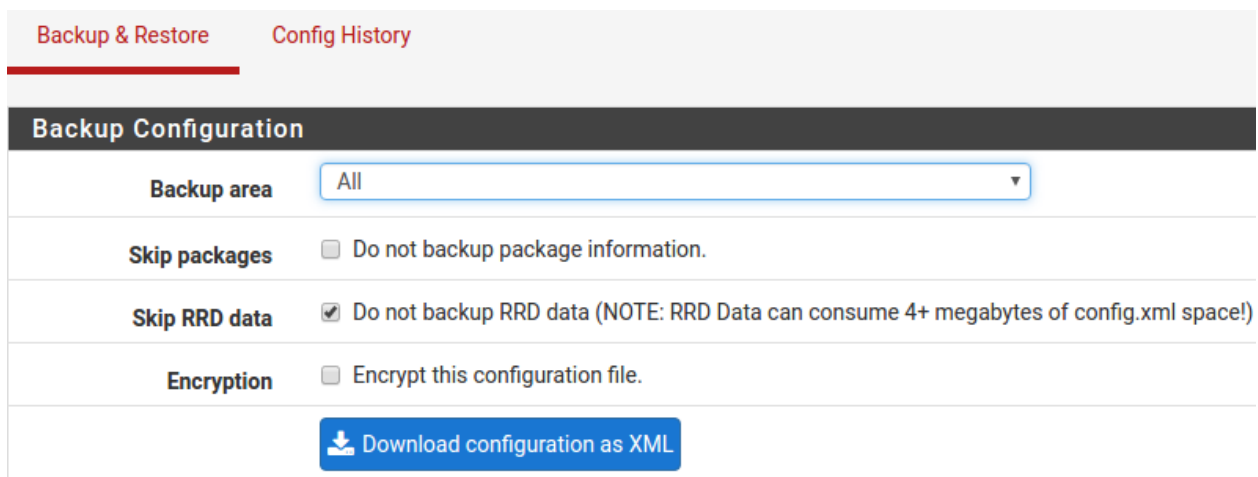 Backup & Restore Config History
Backup Configuration
Backup area All
Skip packages Do not backup package information.
Skip RRD data Do not backup RRD data (NOTE: RRD Data can consume 4+ megabytes of config.xml space!)
Encryption Encrypt this configuration file.
Download configuration as XML